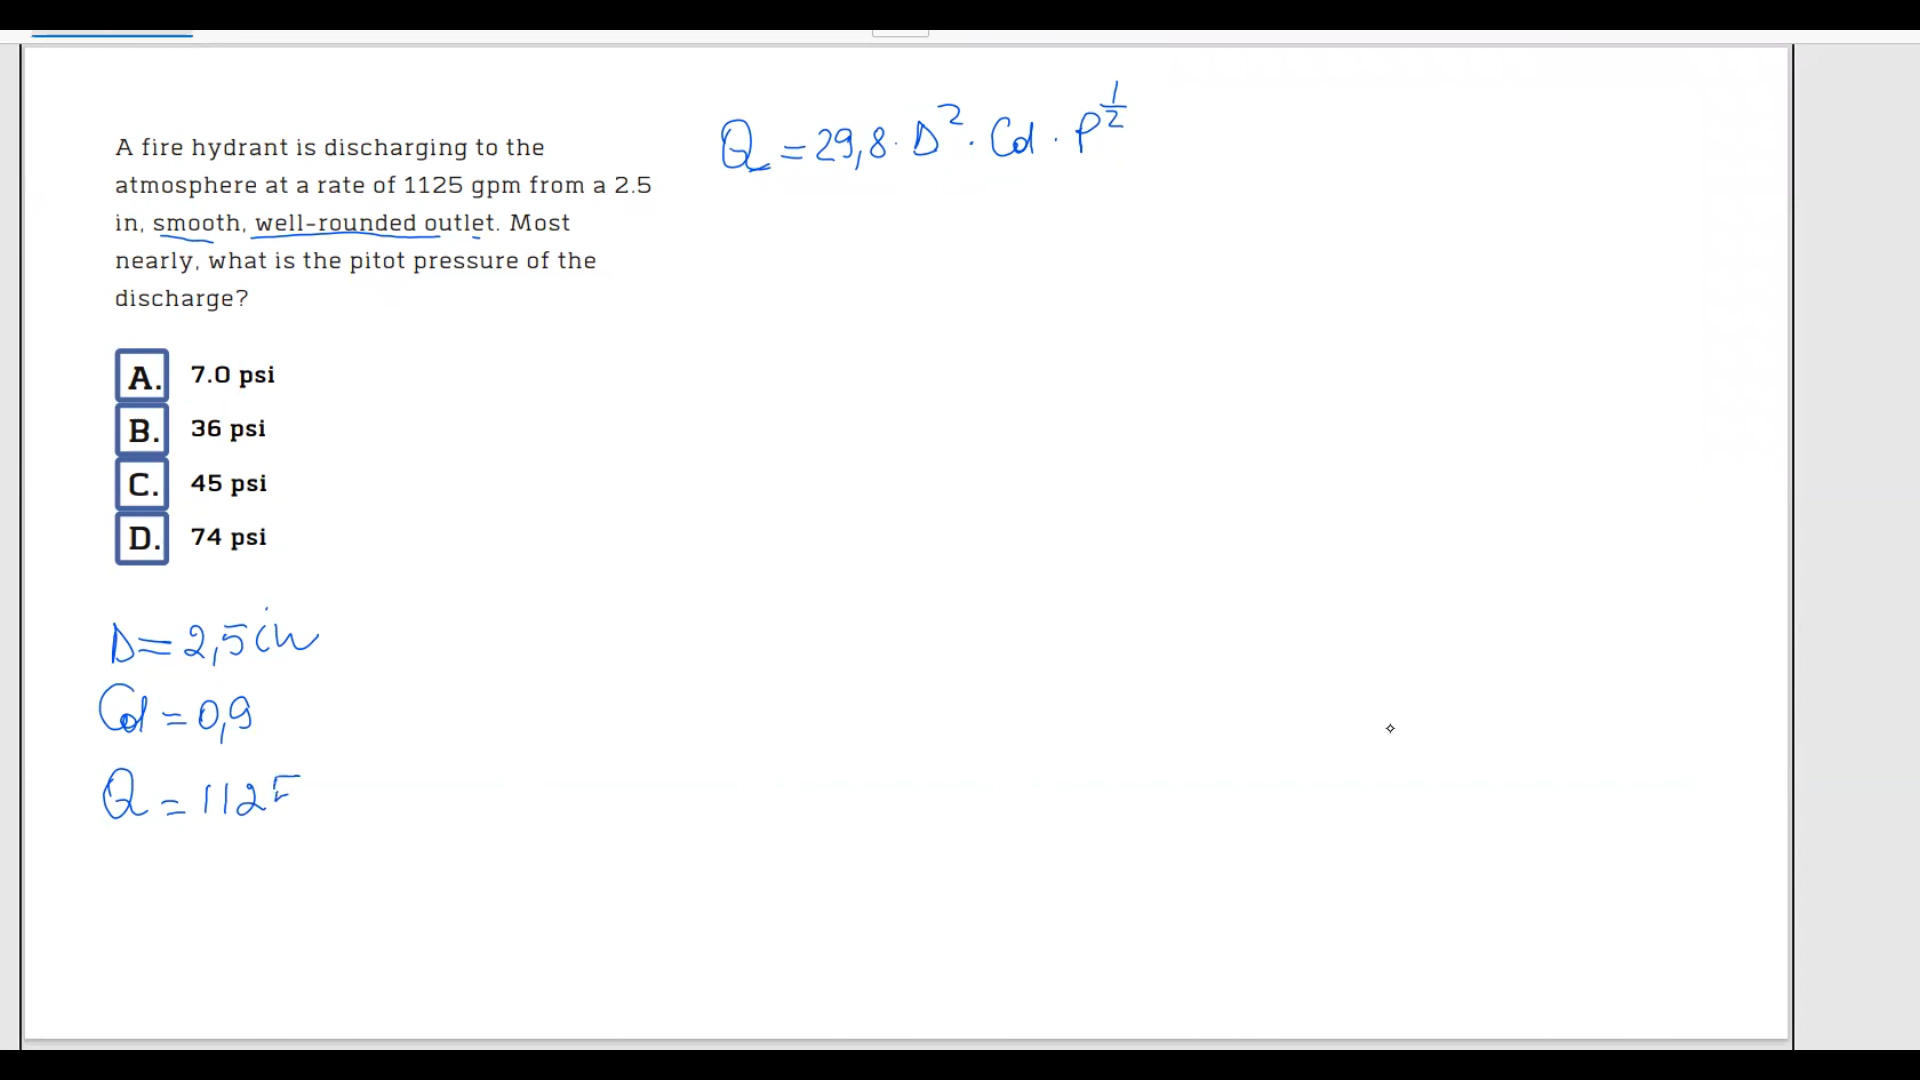 A fire hydrant is discharging to the
atmosphere at a rate of 1125 gpm from a 2.5
in, smooth, well-rounded outlet. Most
nearly, what is the pitot pressure of the
discharge?
A. 7.0 psi
B. 36 psi
C. 45 psi
D. 74 psi
Q = 29,8 · D² · Cd · P^1/2
D = 2,5 in
Cd = 0,9
Q = 1125